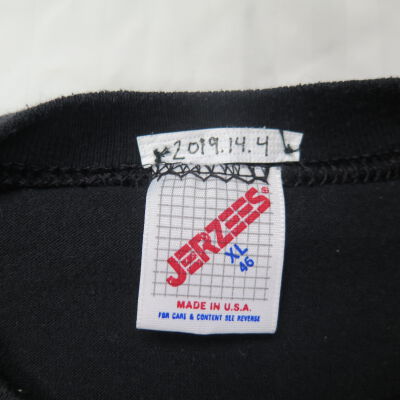 2019.14.4
JERZEES®
XL
46
MADE IN U.S.A.
FOR CARE & CONTENT SEE REVERSE